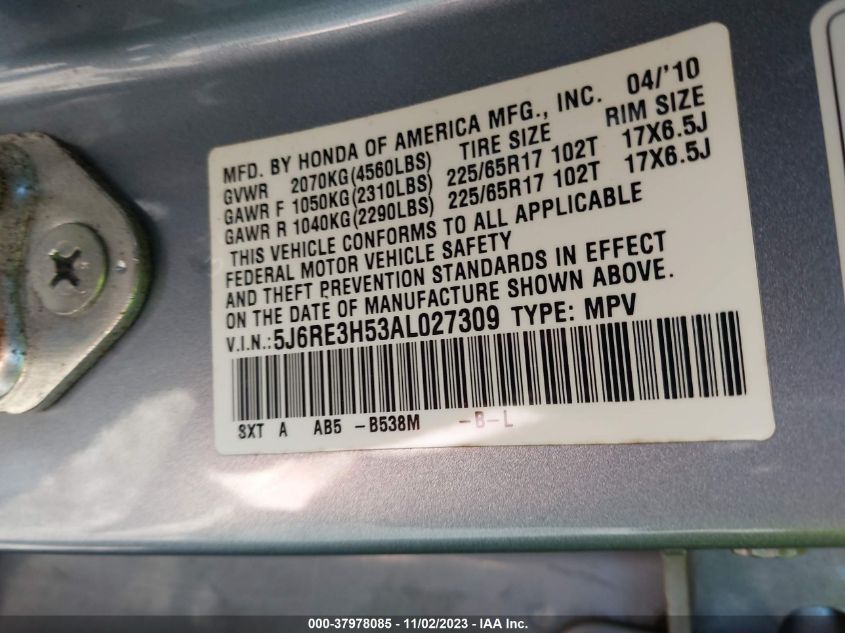 MFD. BY HONDA OF AMERICA MFG., INC. 04/'10
GVWR 2070KG(4560LBS) TIRE SIZE RIM SIZE
GAWR F 1050KG(2310LBS) 225/65R17 102T 17X6.5J
GAWR R 1040KG(2290LBS) 225/65R17 102T 17X6.5J
THIS VEHICLE CONFORMS TO ALL APPLICABLE
FEDERAL MOTOR VEHICLE SAFETY
AND THEFT PREVENTION STANDARDS IN EFFECT
ON THE DATE OF MANUFACTURE SHOWN ABOVE.
V.I.N.:5J6RE3H53AL027309 TYPE: MPV
SXT A AB5 -B538M -B-L
000-37978085 - 11/02/2023 - IAA Inc.